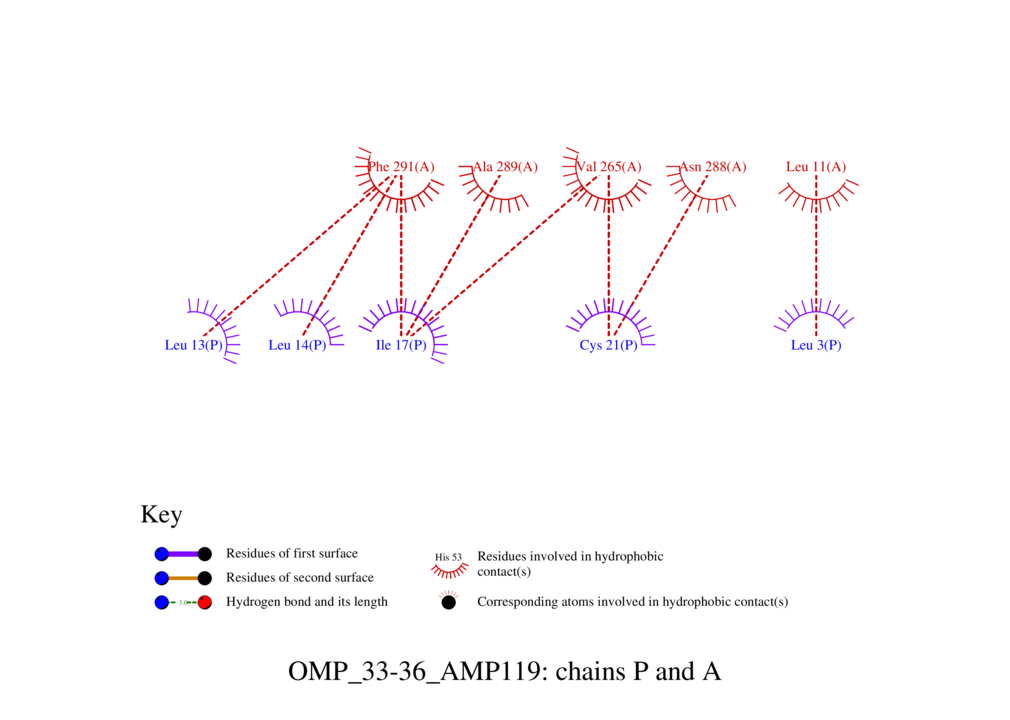 Phe 291(A) Ala 289(A) Val 265(A) Asn 288(A) Leu 11(A)
Leu 13(P) Leu 14(P) Ile 17(P) Cys 21(P) Leu 3(P)
Key
Residues of first surface
Residues of second surface
3.0
Hydrogen bond and its length
His 53
Residues involved in hydrophobic
contact(s)
Corresponding atoms involved in hydrophobic contact(s)
OMP_33-36_AMP119: chains P and A